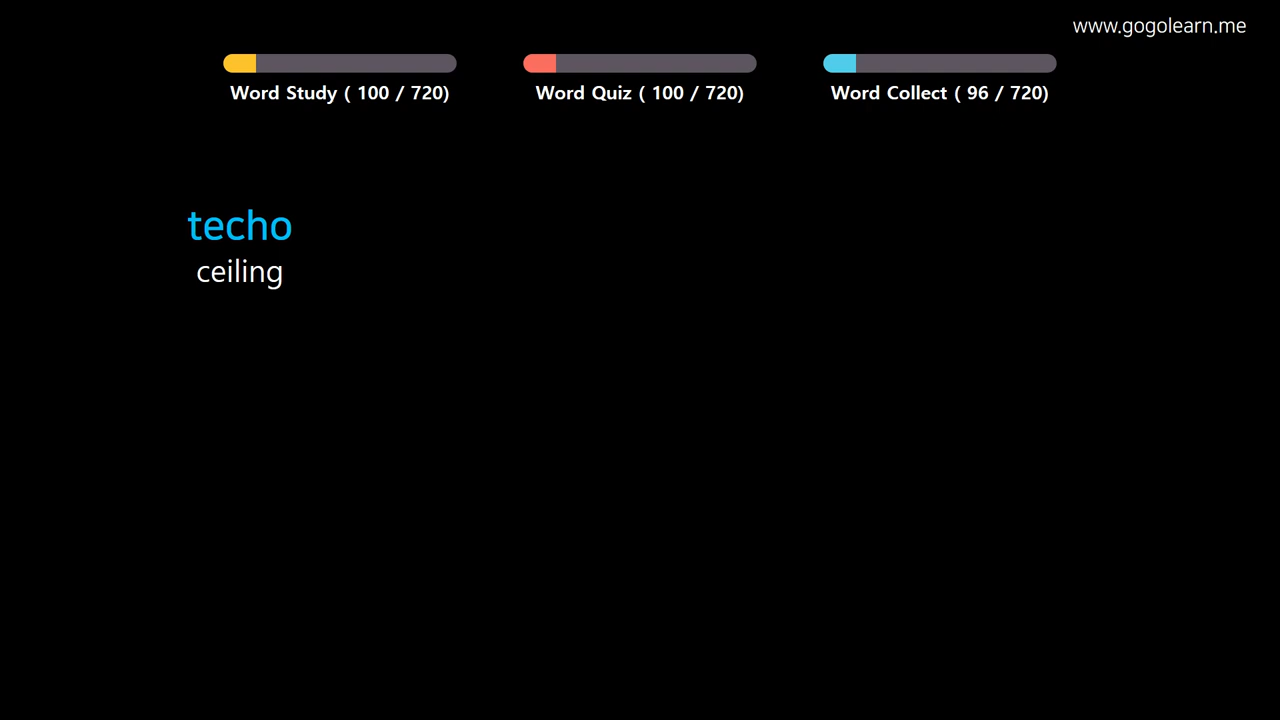 www.gogolearn.me
Word Study ( 100 / 720)
Word Quiz ( 100 / 720)
Word Collect ( 96 / 720)
techo
ceiling